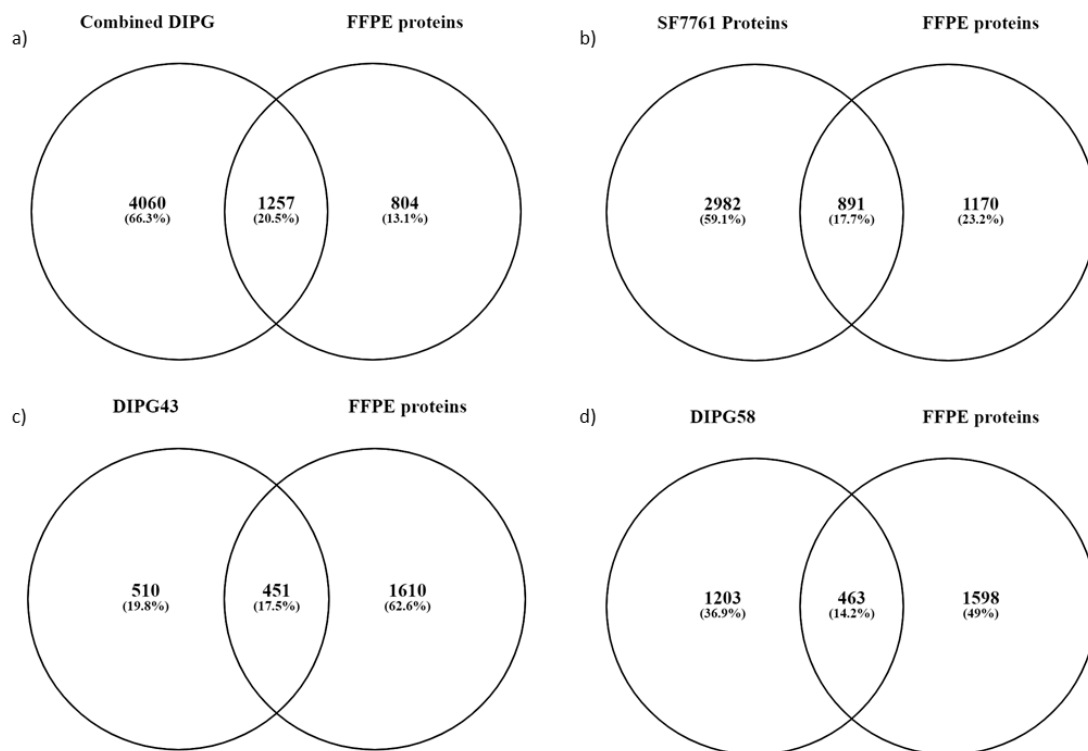 a)
Combined DIPG
FFPE proteins
4060
(66.3%)
1257
(20.5%)
804
(13.1%)
b)
SF7761 Proteins
FFPE proteins
2982
(59.1%)
891
(17.7%)
1170
(23.2%)
c)
DIPG43
FFPE proteins
510
(19.8%)
451
(17.5%)
1610
(62.6%)
d)
DIPG58
FFPE proteins
1203
(36.9%)
463
(14.2%)
1598
(49%)